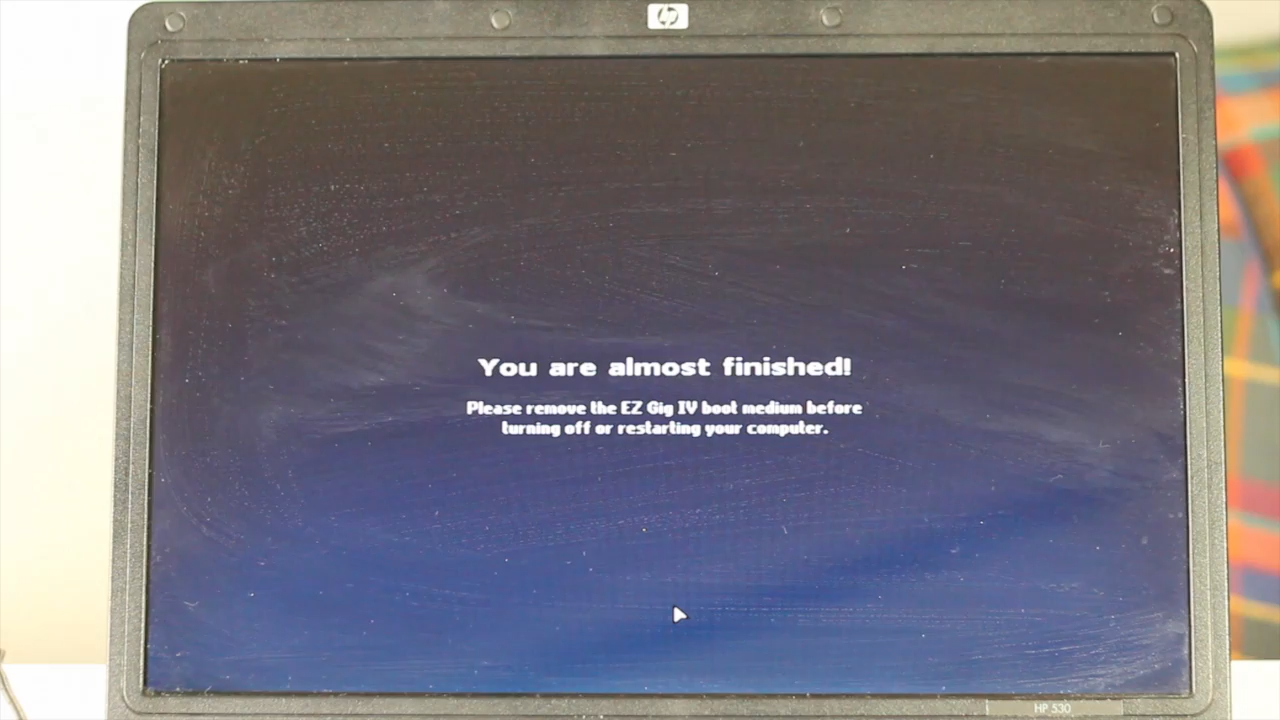 hp
You are almost finished!
Please remove the EZ Gig IV boot medium before
turning off or restarting your computer.
HP 530